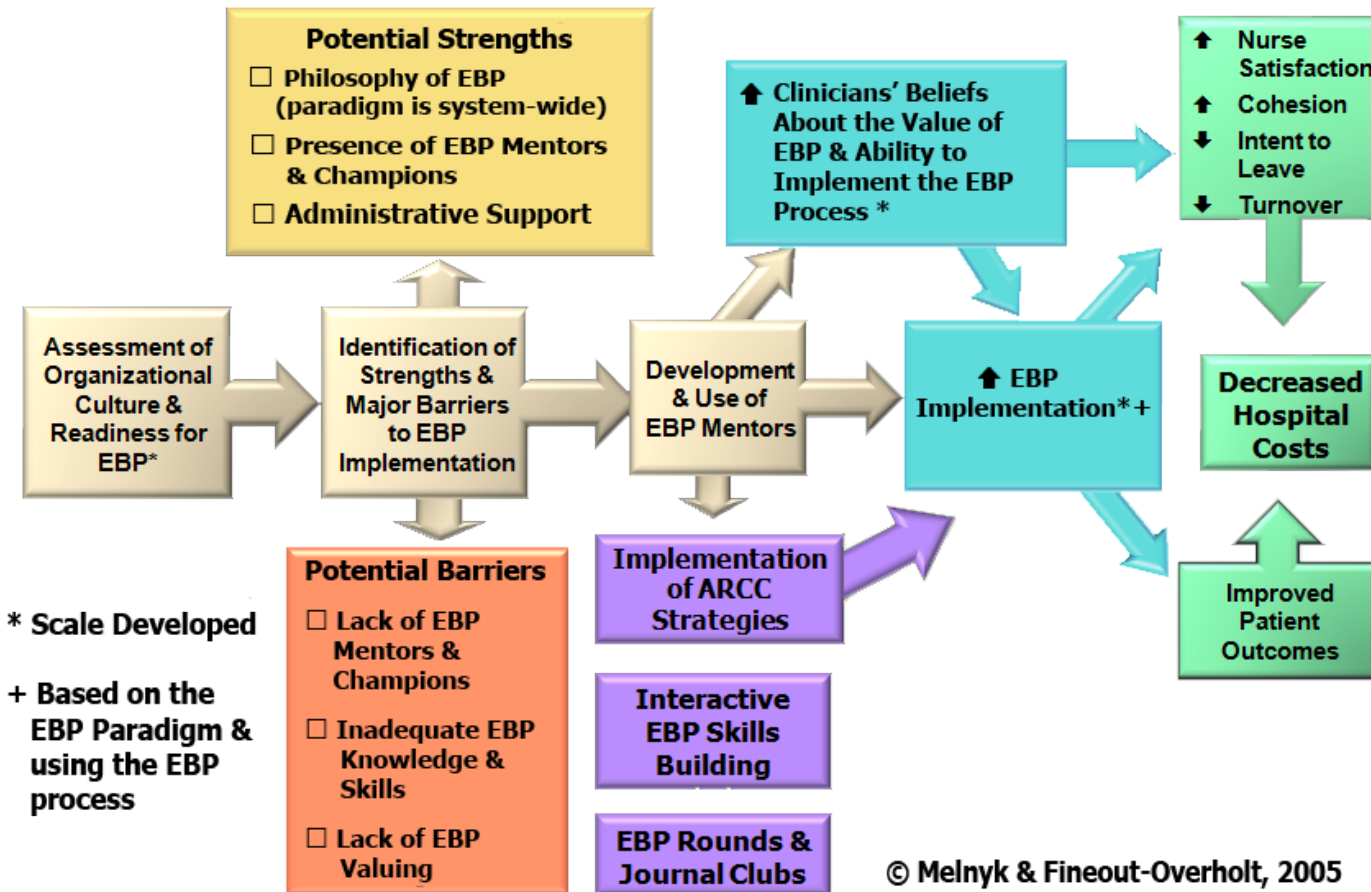 Potential Strengths
☐ Philosophy of EBP
(paradigm is system-wide)
☐ Presence of EBP Mentors
& Champions
☐ Administrative Support
⬆ Clinicians’ Beliefs
About the Value of
EBP & Ability to
Implement the EBP
Process *
⬆ Nurse
Satisfaction
⬆ Cohesion
⬇ Intent to
Leave
⬇ Turnover
Assessment of
Organizational
Culture &
Readiness for
EBP*
Identification of
Strengths &
Major Barriers
to EBP
Implementation
Development
& Use of
EBP Mentors
⬆ EBP
Implementation*+
Decreased
Hospital
Costs
Potential Barriers
☐ Lack of EBP
Mentors &
Champions
☐ Inadequate EBP
Knowledge &
Skills
☐ Lack of EBP
Valuing
Implementation
of ARCC
Strategies
Interactive
EBP Skills
Building
EBP Rounds &
Journal Clubs
Improved
Patient
Outcomes
* Scale Developed
+ Based on the
EBP Paradigm &
using the EBP
process
© Melnyk & Fineout-Overholt, 2005